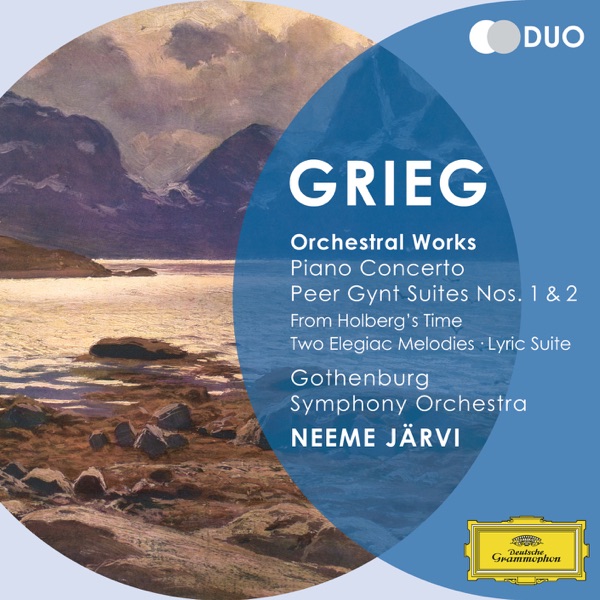 DUO
GRIEG
Orchestral Works
Piano Concerto
Peer Gynt Suites Nos. 1 & 2
From Holberg's Time
Two Elegiac Melodies · Lyric Suite
Gothenburg
Symphony Orchestra
NEEME JÄRVI
Deutsche
Grammophon